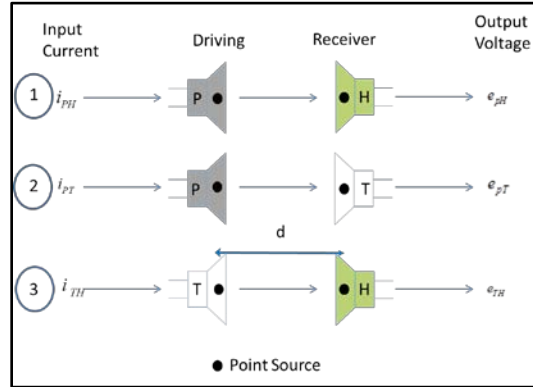 Input Current
Driving
Receiver
Output Voltage
1 i_PH P H e_pH
2 i_PT P T e_pT
d
3 i_TH T H e_TH
Point Source